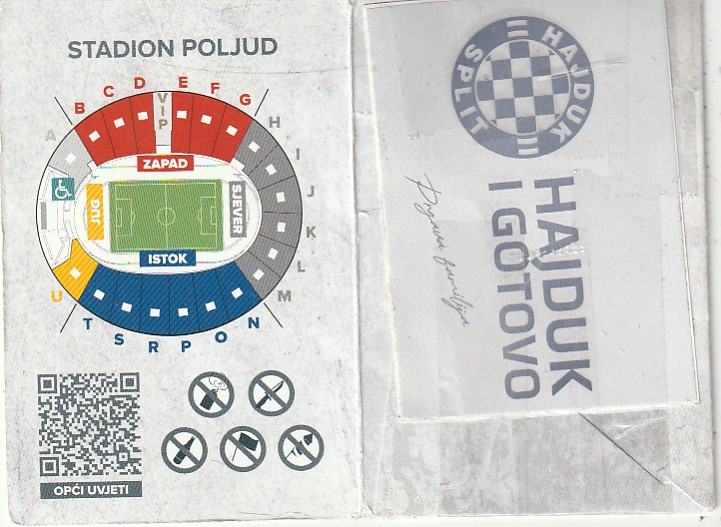 STADION POLJUD
A
B
C
D
VIP
E
F
G
H
I
J
K
L
M
ZAPAD
JUG
SJEVER
ISTOK
U
T
S
R
P
O
N
OPĆI UVJETI
HAJDUK
SPLIT
HAJDUK
I GOTOVO